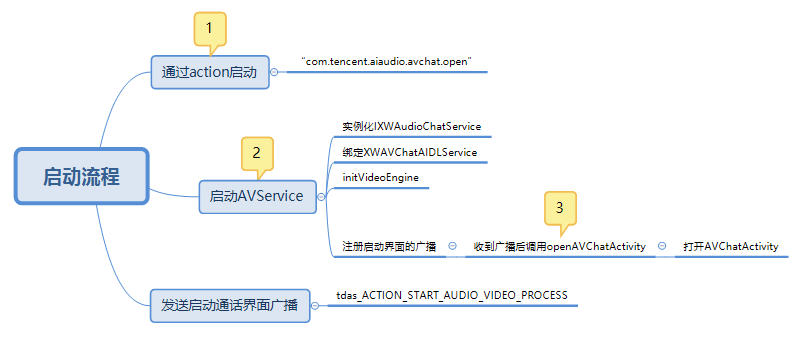 1
通过action启动
“com.tencent.aiaudio.avchat.open”
启动流程
2
启动AVService
实例化IXWAudioChatService
绑定XWAVChatAIDLService
initVideoEngine
3
注册启动界面的广播
收到广播后调用openAVChatActivity
打开AVChatActivity
发送启动通话界面广播
tdas_ACTION_START_AUDIO_VIDEO_PROCESS